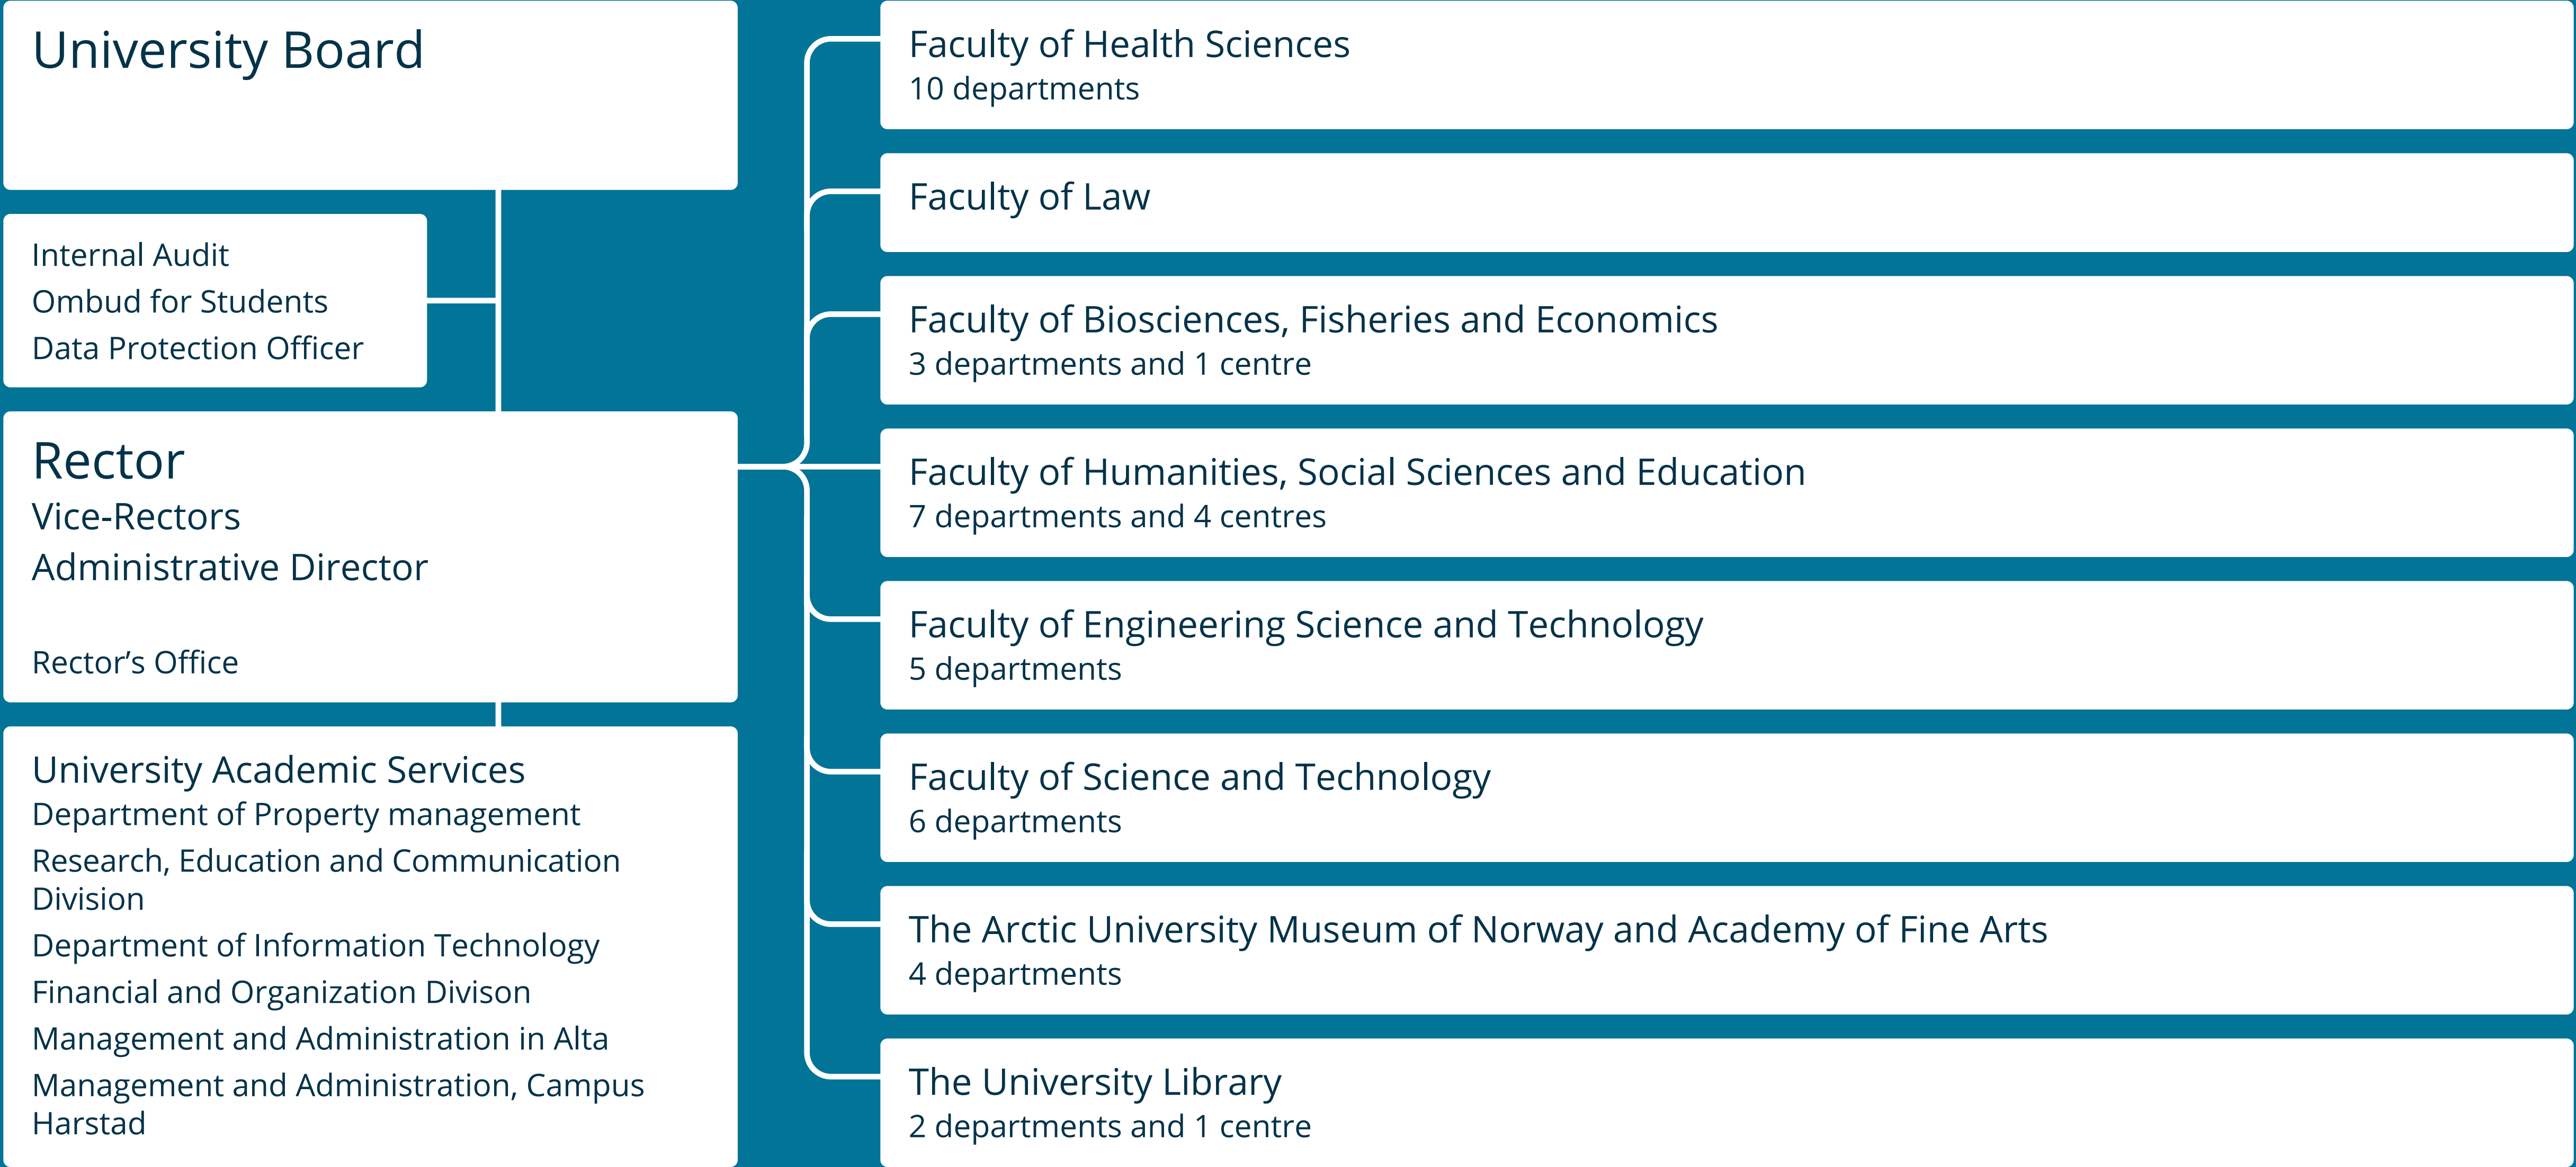 University Board
Internal Audit
Ombud for Students
Data Protection Officer
Rector
Vice-Rectors
Administrative Director
Rector’s Office
University Academic Services
Department of Property management
Research, Education and Communication
Division
Department of Information Technology
Financial and Organization Divison
Management and Administration in Alta
Management and Administration, Campus
Harstad
Faculty of Health Sciences
10 departments
Faculty of Law
Faculty of Biosciences, Fisheries and Economics
3 departments and 1 centre
Faculty of Humanities, Social Sciences and Education
7 departments and 4 centres
Faculty of Engineering Science and Technology
5 departments
Faculty of Science and Technology
6 departments
The Arctic University Museum of Norway and Academy of Fine Arts
4 departments
The University Library
2 departments and 1 centre